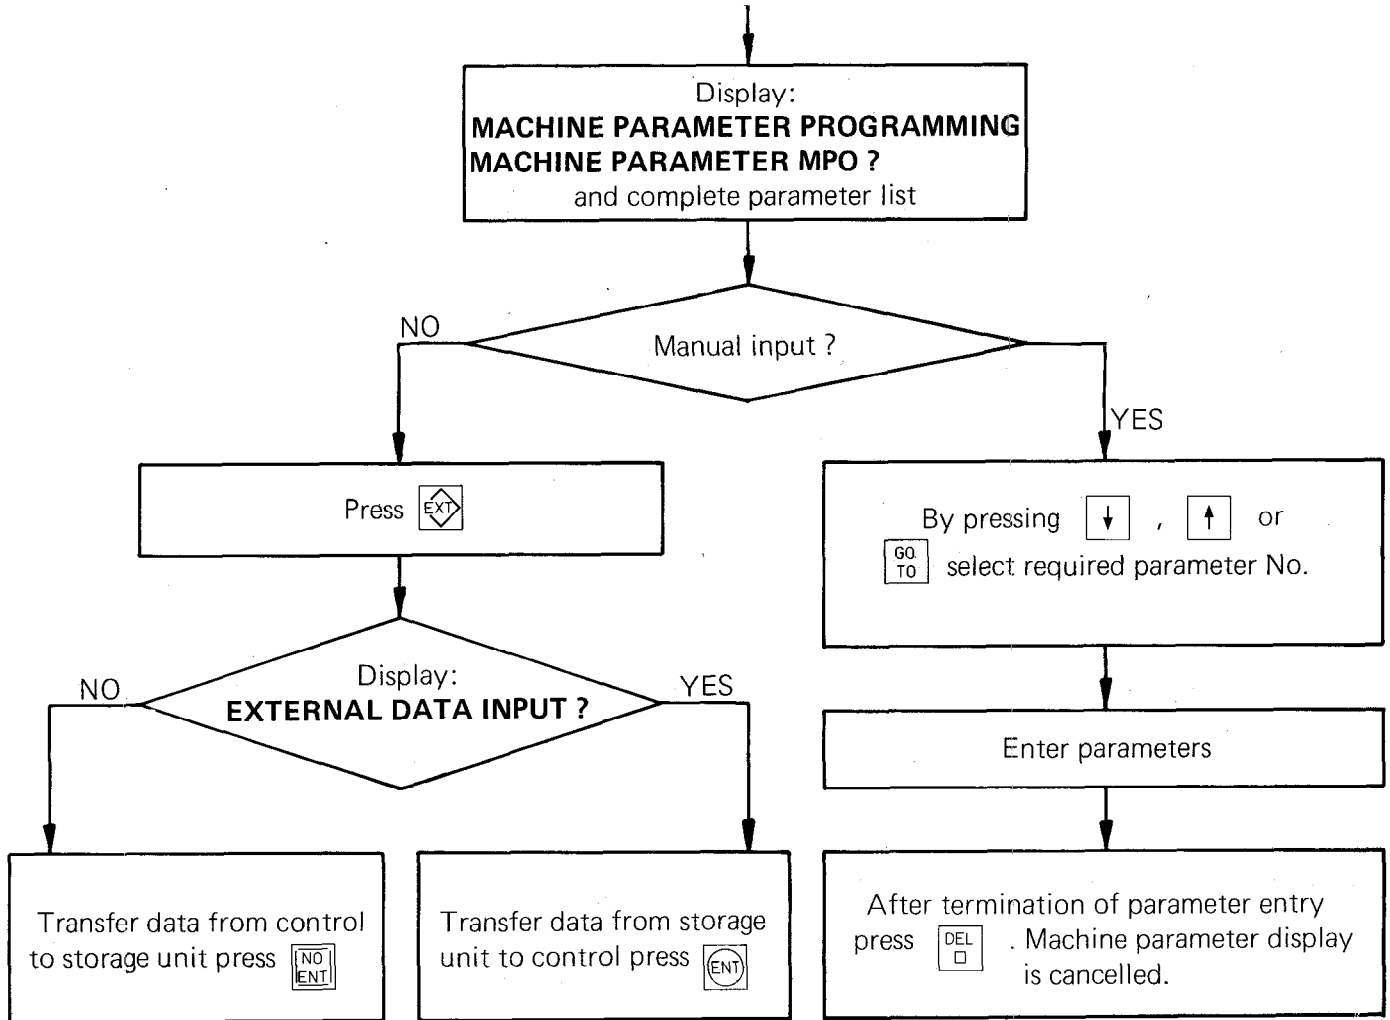 Display:
MACHINE PARAMETER PROGRAMMING
MACHINE PARAMETER MPO ?
and complete parameter list
Manual input ?
NO
YES
Press EXT
By pressing ↓ , ↑ or
GO TO select required parameter No.
Display:
EXTERNAL DATA INPUT ?
NO
YES
Enter parameters
Transfer data from control
to storage unit press NO ENT
Transfer data from storage
unit to control press ENT
After termination of parameter entry
press DEL □ . Machine parameter display
is cancelled.